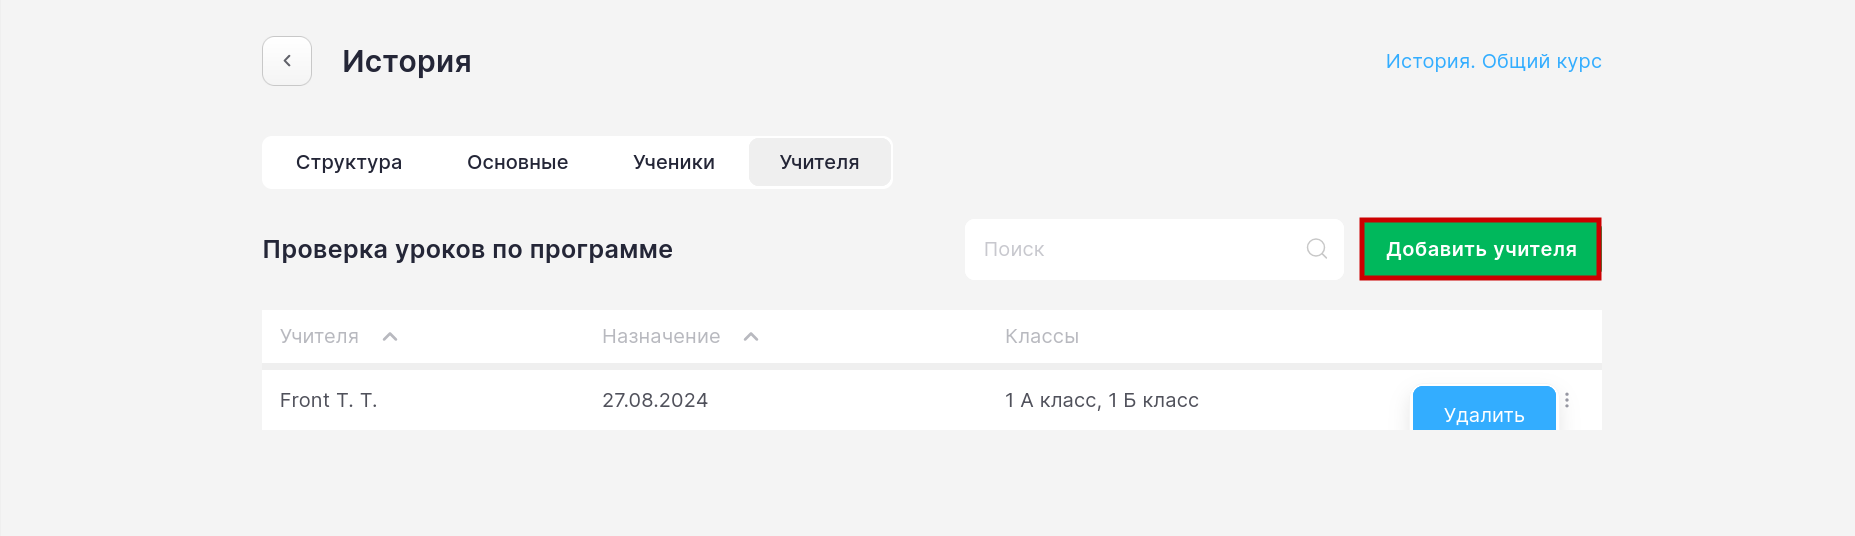 История
История. Общий курс
Структура Основные Ученики Учителя
Проверка уроков по программе
Поиск
Добавить учителя
Учителя Назначение Классы
Front T. T. 27.08.2024 1 А класс, 1 Б класс
Удалить